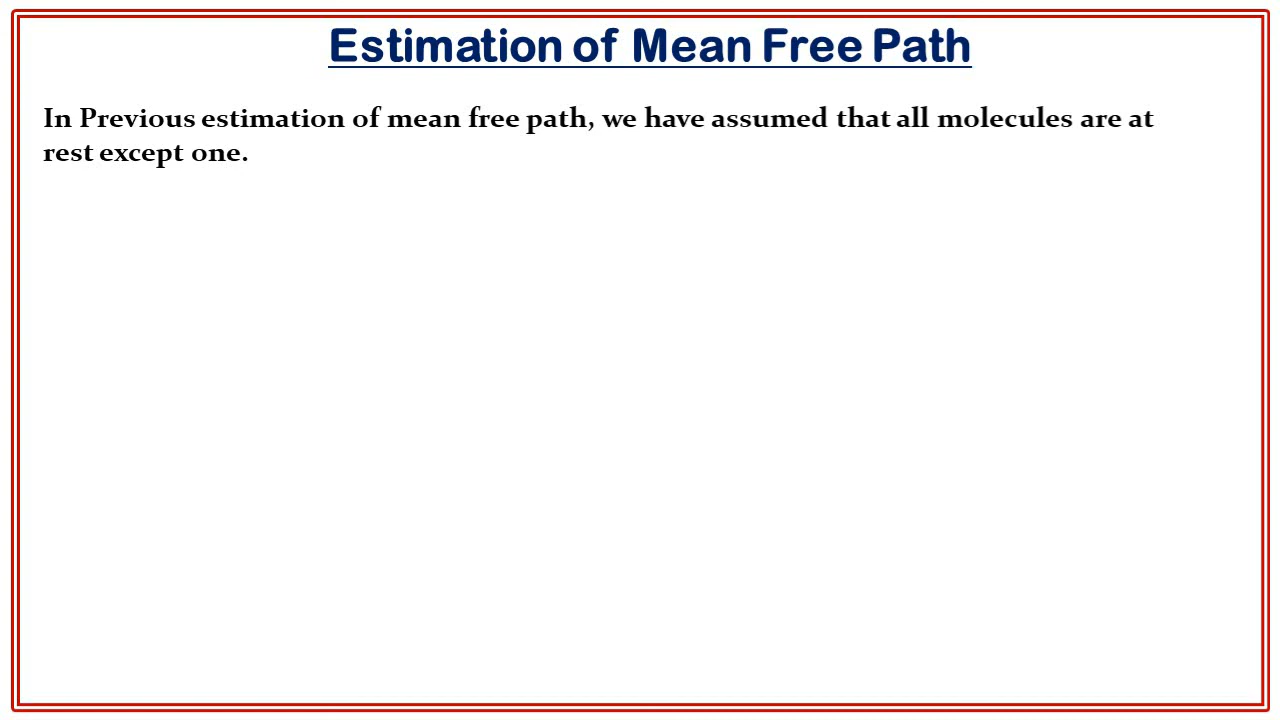 Estimation of Mean Free Path
In Previous estimation of mean free path, we have assumed that all molecules are at
rest except one.